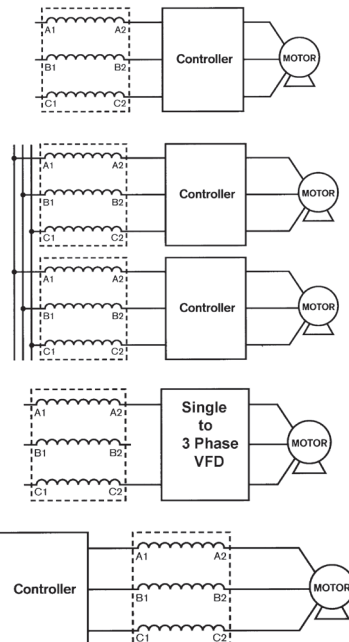 A1 A2
B1 B2
C1 C2
Controller
MOTOR
A1 A2
B1 B2
C1 C2
Controller
MOTOR
A1 A2
B1 B2
C1 C2
Controller
MOTOR
A1 A2
B1 B2
C1 C2
Single
to
3 Phase
VFD
MOTOR
Controller
A1 A2
B1 B2
C1 C2
MOTOR